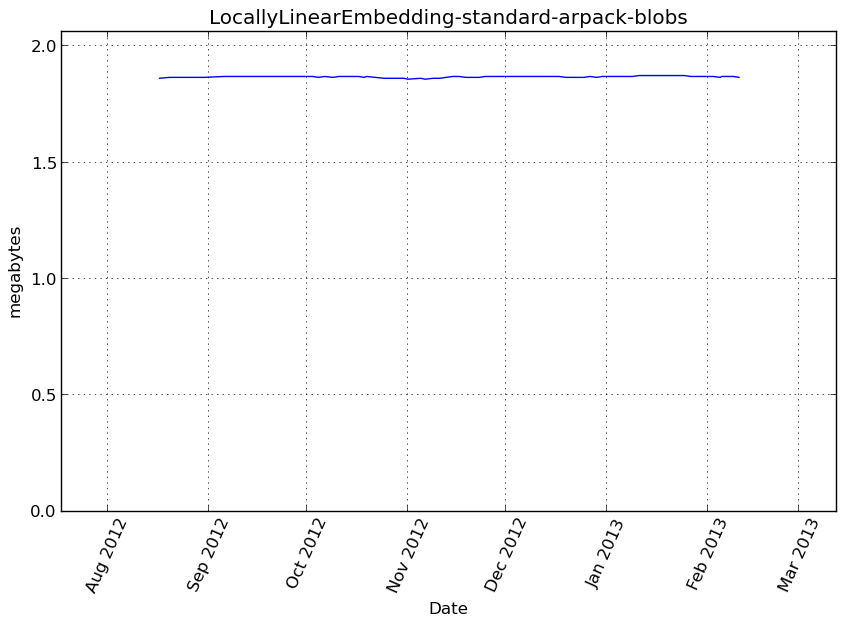 LocallyLinearEmbedding-standard-arpack-blobs
2.0
1.5
1.0
0.5
0.0
megabytes
Aug 2012
Sep 2012
Oct 2012
Nov 2012
Dec 2012
Jan 2013
Feb 2013
Mar 2013
Date